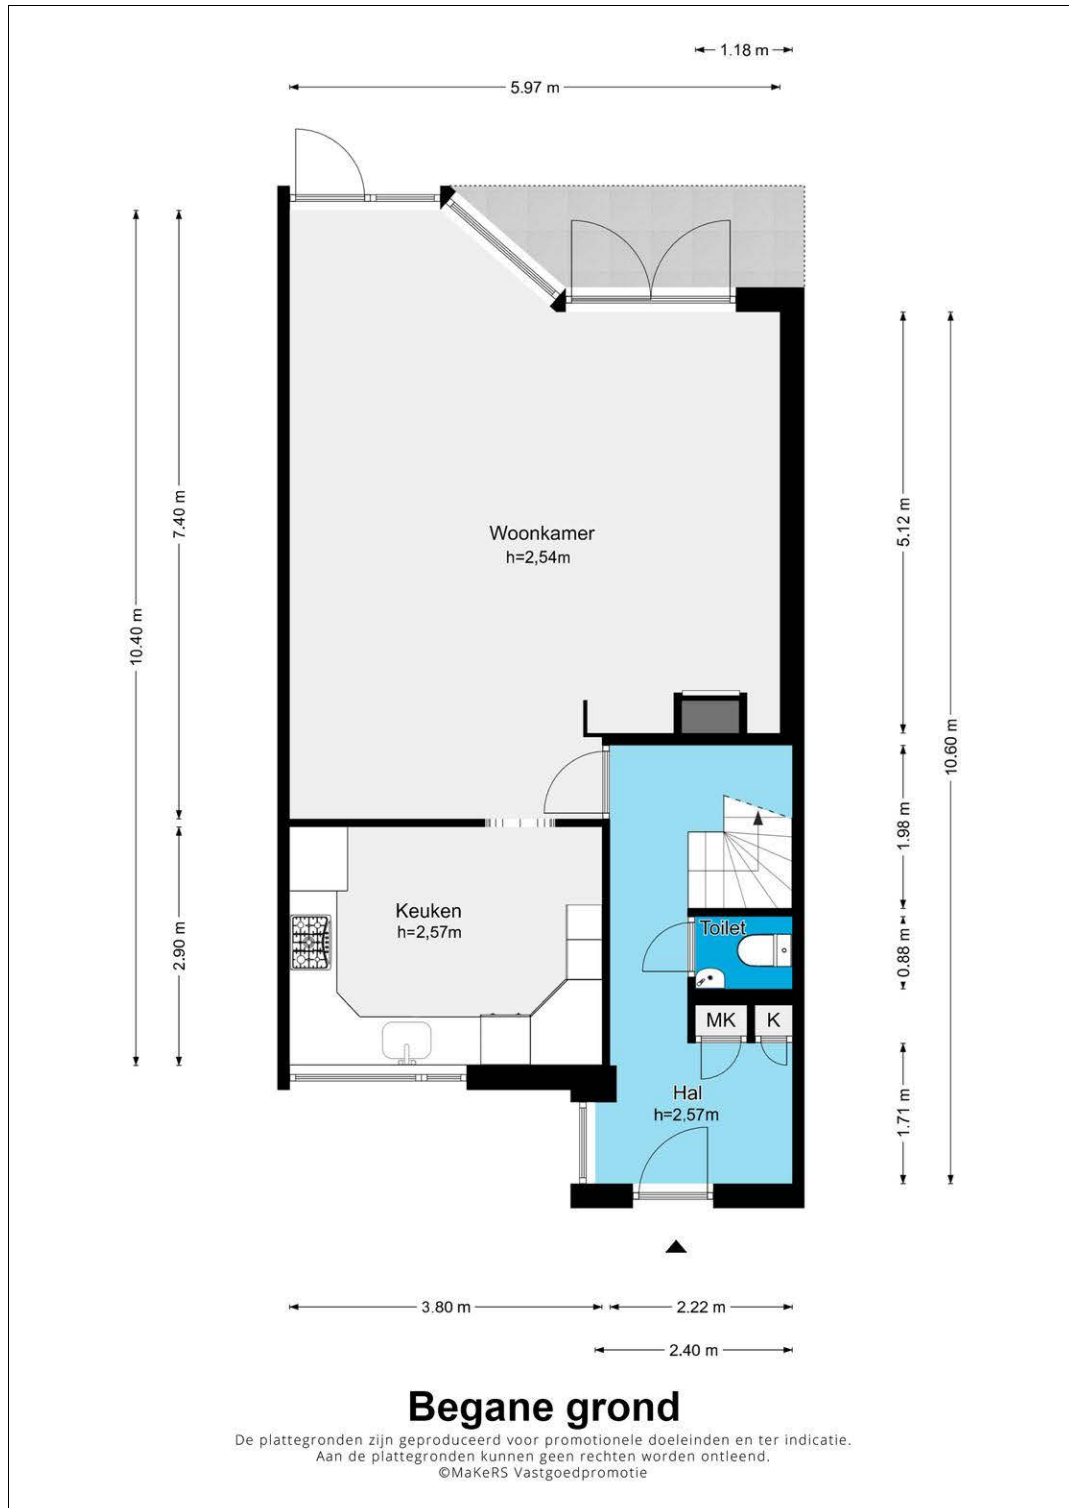 1.18 m
5.97 m
7.40 m
10.40 m
5.12 m
10.60 m
Woonkamer
h=2,54m
1.98 m
Keuken
h=2,57m
2.90 m
Toilet
0.88 m
MK
K
Hal
h=2,57m
1.71 m
3.80 m
2.22 m
2.40 m
Begane grond
De plattegronden zijn geproduceerd voor promotionele doeleinden en ter indicatie.
Aan de plattegronden kunnen geen rechten worden ontleend.
©MaKeRS Vastgoedpromotie